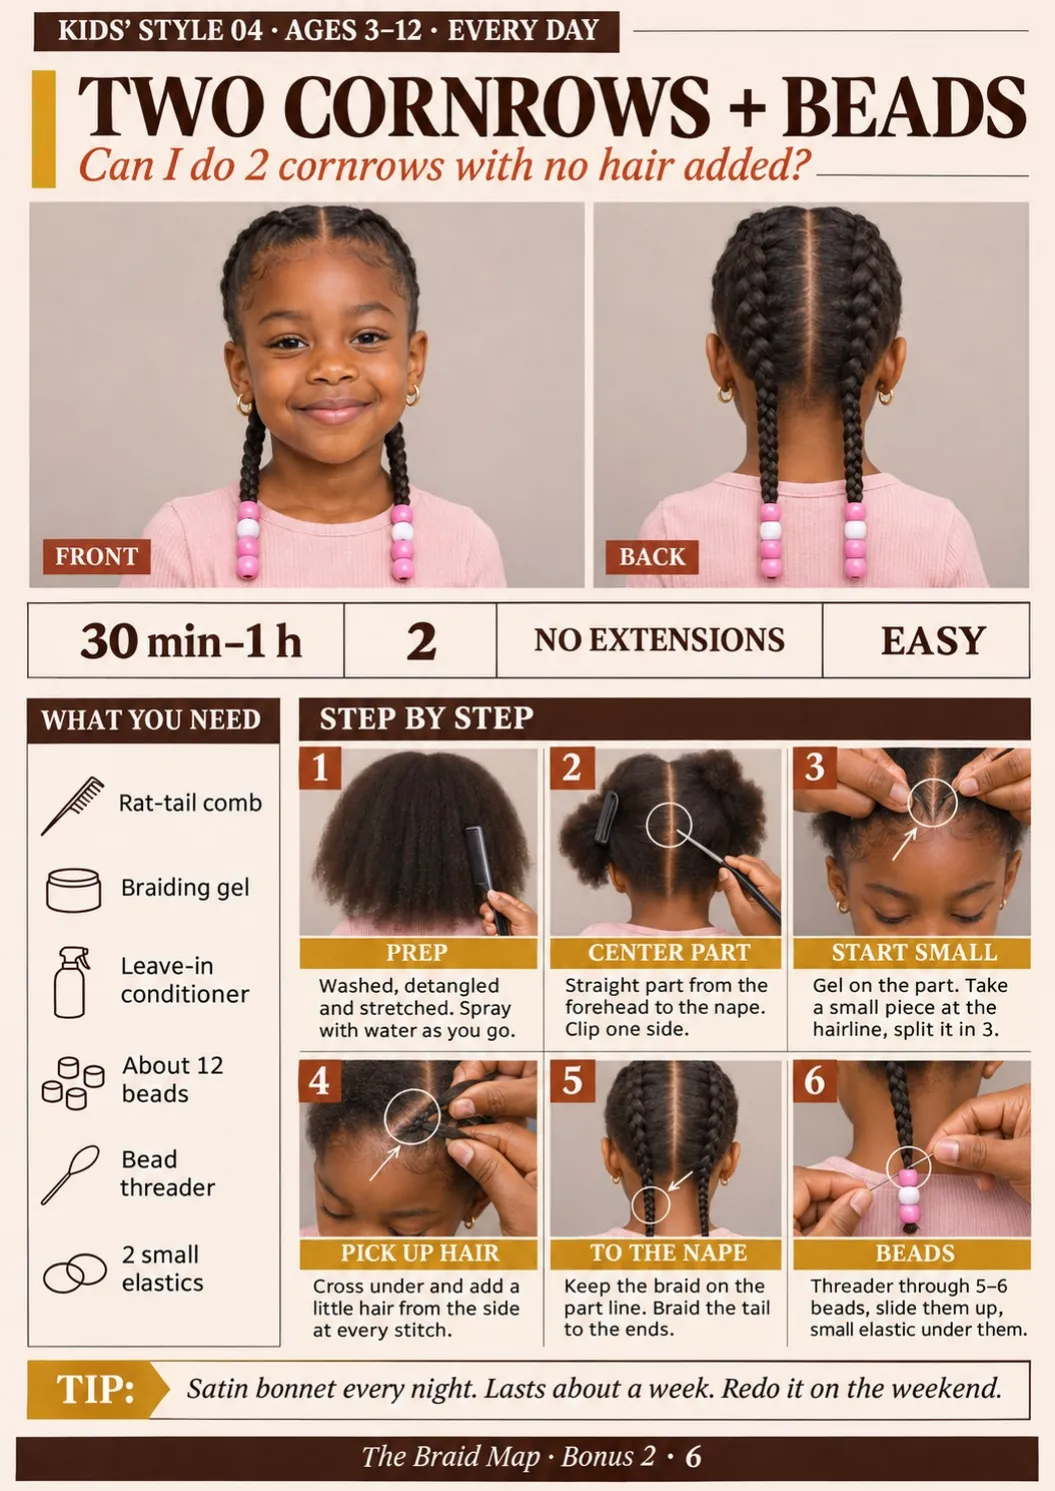 KIDS' STYLE 04 · AGES 3–12 · EVERY DAY
TWO CORNROWS + BEADS
Can I do 2 cornrows with no hair added?
FRONT
BACK
30 min–1 h
2
NO EXTENSIONS
EASY
WHAT YOU NEED
Rat-tail comb
Braiding gel
Leave-in
conditioner
About 12
beads
Bead
threader
2 small
elastics
STEP BY STEP
1
PREP
Washed, detangled
and stretched. Spray
with water as you go.
2
CENTER PART
Straight part from the
forehead to the nape.
Clip one side.
3
START SMALL
Gel on the part. Take
a small piece at the
hairline, split it in 3.
4
PICK UP HAIR
Cross under and add a
little hair from the side
at every stitch.
5
TO THE NAPE
Keep the braid on the
part line. Braid the tail
to the ends.
6
BEADS
Threader through 5–6
beads, slide them up,
small elastic under them.
TIP:
Satin bonnet every night. Lasts about a week. Redo it on the weekend.
The Braid Map · Bonus 2 · 6